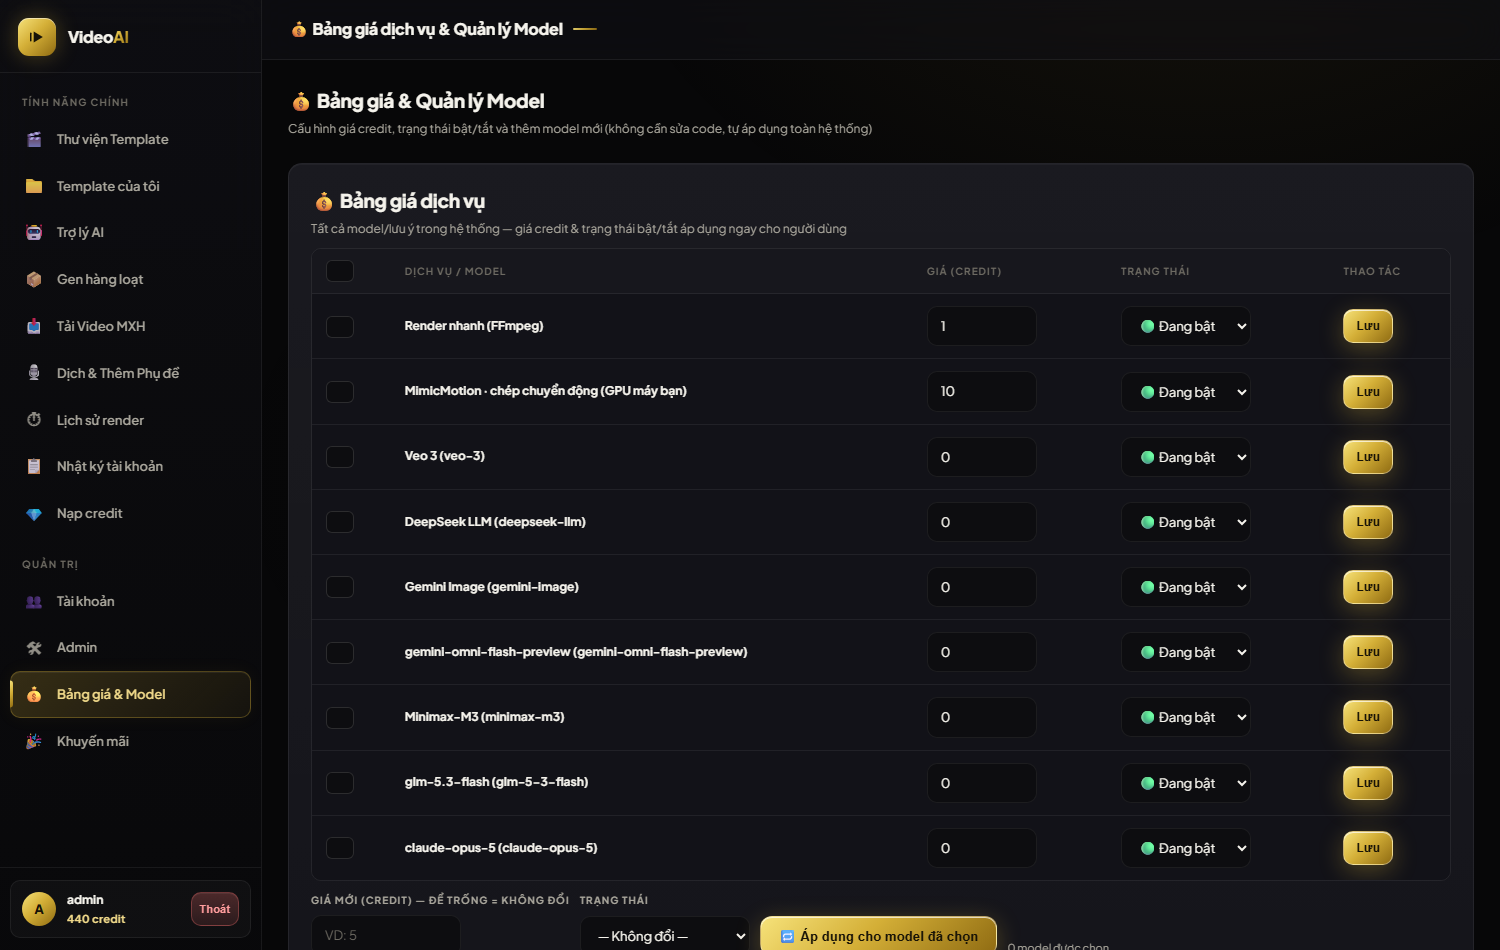 VideoAI
TÍNH NĂNG CHÍNH
Thư viện Template
Template của tôi
Trợ lý AI
Gen hàng loạt
Tải Video MXH
Dịch & Thêm Phụ đề
Lịch sử render
Nhật ký tài khoản
Nạp credit
QUẢN TRỊ
Tài khoản
Admin
Bảng giá & Model
Khuyến mãi
A
admin
440 credit
Thoát
Bảng giá dịch vụ & Quản lý Model
Bảng giá & Quản lý Model
Cấu hình giá credit, trạng thái bật/tắt và thêm model mới (không cần sửa code, tự áp dụng toàn hệ thống)
Bảng giá dịch vụ
Tất cả model/lưu ý trong hệ thống — giá credit & trạng thái bật/tắt áp dụng ngay cho người dùng
DỊCH VỤ / MODEL GIÁ (CREDIT) TRẠNG THÁI THAO TÁC
Render nhanh (FFmpeg) 1 Đang bật Lưu
MimicMotion · chép chuyển động (GPU máy bạn) 10 Đang bật Lưu
Veo 3 (veo-3) 0 Đang bật Lưu
DeepSeek LLM (deepseek-llm) 0 Đang bật Lưu
Gemini Image (gemini-image) 0 Đang bật Lưu
gemini-omni-flash-preview (gemini-omni-flash-preview) 0 Đang bật Lưu
Minimax-M3 (minimax-m3) 0 Đang bật Lưu
glm-5.3-flash (glm-5-3-flash) 0 Đang bật Lưu
claude-opus-5 (claude-opus-5) 0 Đang bật Lưu
GIÁ MỚI (CREDIT) — ĐỂ TRỐNG = KHÔNG ĐỔI TRẠNG THÁI
VD: 5 — Không đổi — Áp dụng cho model đã chọn 0 model được chọn